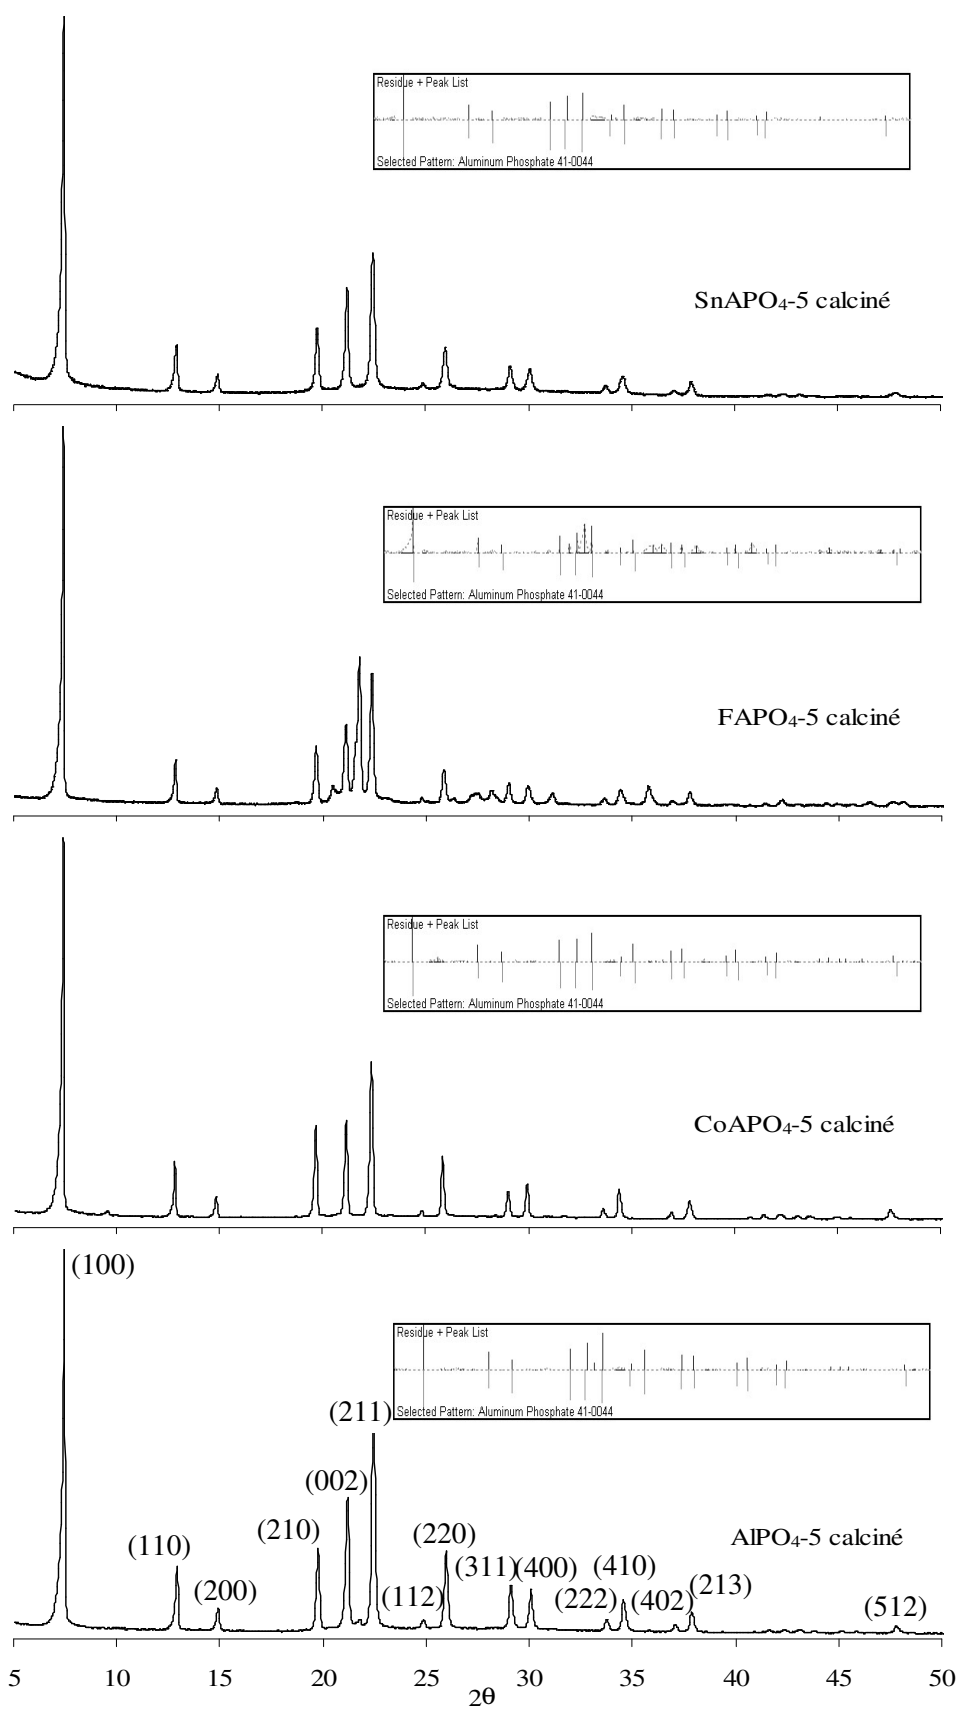 Residue + Peak List
Selected Pattern: Aluminum Phosphate 41-0044
SnAPO4-5 calciné
Residue + Peak List
Selected Pattern: Aluminum Phosphate 41-0044
FAPO4-5 calciné
Residue + Peak List
Selected Pattern: Aluminum Phosphate 41-0044
CoAPO4-5 calciné
(100)
Residue + Peak List
Selected Pattern: Aluminum Phosphate 41-0044
(211)
(002)
(210)
(110)
(200)
(112)
(220)
(311)
(400)
(222)
(410)
(402)
(213)
(512)
AlPO4-5 calciné
5 10 15 20 25 30 35 40 45 50
2θ